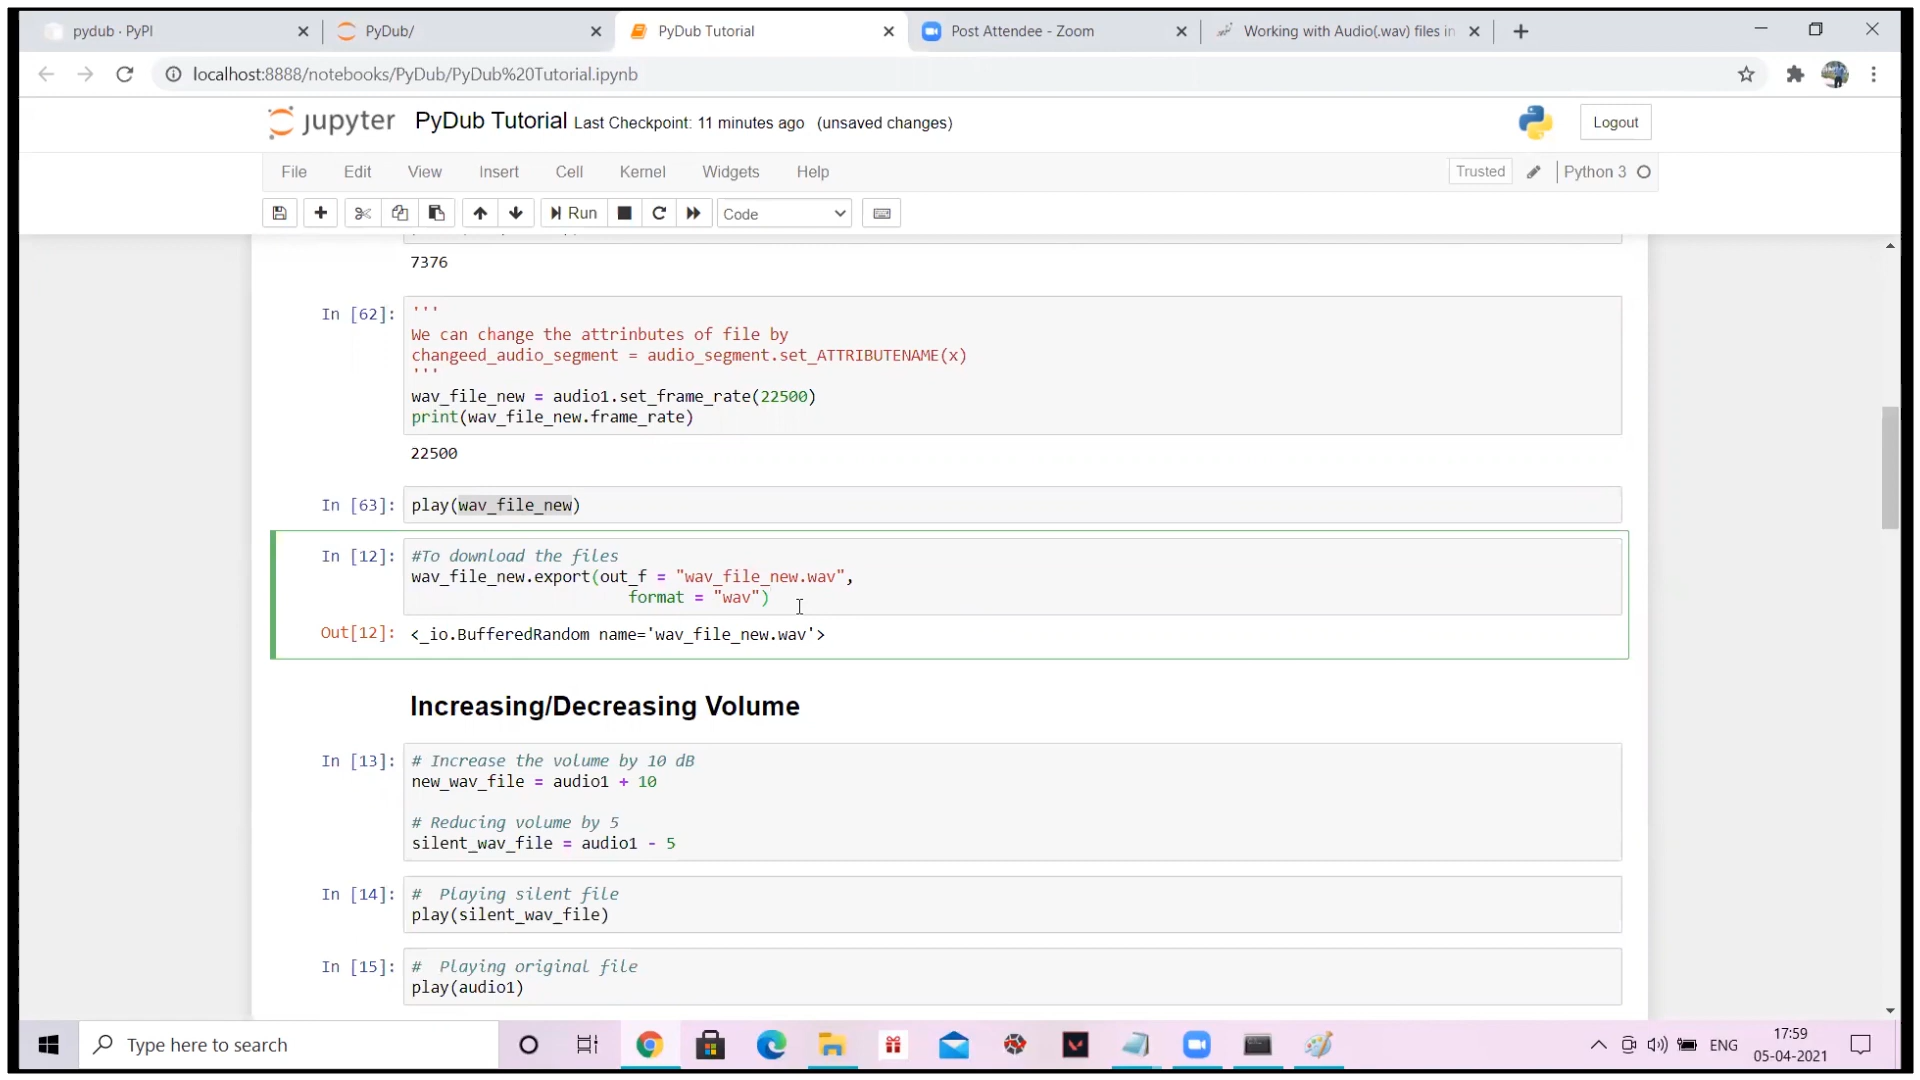 pydub · PyPI
PyDub/
PyDub Tutorial
Post Attendee - Zoom
Working with Audio(.wav) files in
localhost:8888/notebooks/PyDub/PyDub%20Tutorial.ipynb
jupyter PyDub Tutorial Last Checkpoint: 11 minutes ago (unsaved changes)
Logout
File Edit View Insert Cell Kernel Widgets Help
Trusted Python 3
Run Code
7376
In [62]: '''
We can change the attrinbutes of file by
changeed_audio_segment = audio_segment.set_ATTRIBUTENAME(x)
'''
wav_file_new = audio1.set_frame_rate(22500)
print(wav_file_new.frame_rate)
22500
In [63]: play(wav_file_new)
In [12]: #To download the files
wav_file_new.export(out_f = "wav_file_new.wav",
format = "wav")
Out[12]: <_io.BufferedRandom name='wav_file_new.wav'>
Increasing/Decreasing Volume
In [13]: # Increase the volume by 10 dB
new_wav_file = audio1 + 10
# Reducing volume by 5
silent_wav_file = audio1 - 5
In [14]: # Playing silent file
play(silent_wav_file)
In [15]: # Playing original file
play(audio1)
Type here to search
ENG
17:59
05-04-2021